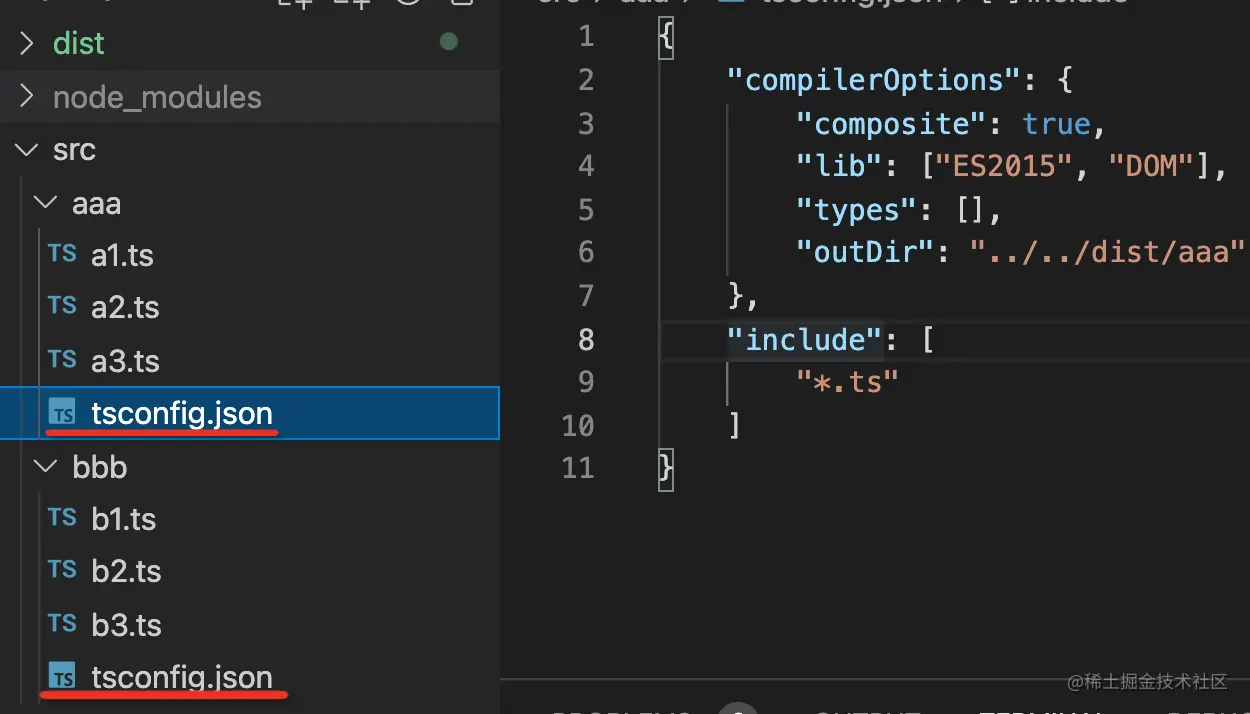 dist
node_modules
src
aaa
TS a1.ts
TS a2.ts
TS a3.ts
TS tsconfig.json
bbb
TS b1.ts
TS b2.ts
TS b3.ts
TS tsconfig.json
1 {
2 "compilerOptions": {
3 "composite": true,
4 "lib": ["ES2015", "DOM"],
5 "types": [],
6 "outDir": "../../dist/aaa"
7 },
8 "include": [
9 "*.ts"
10 ]
11 }
@稀土掘金技术社区